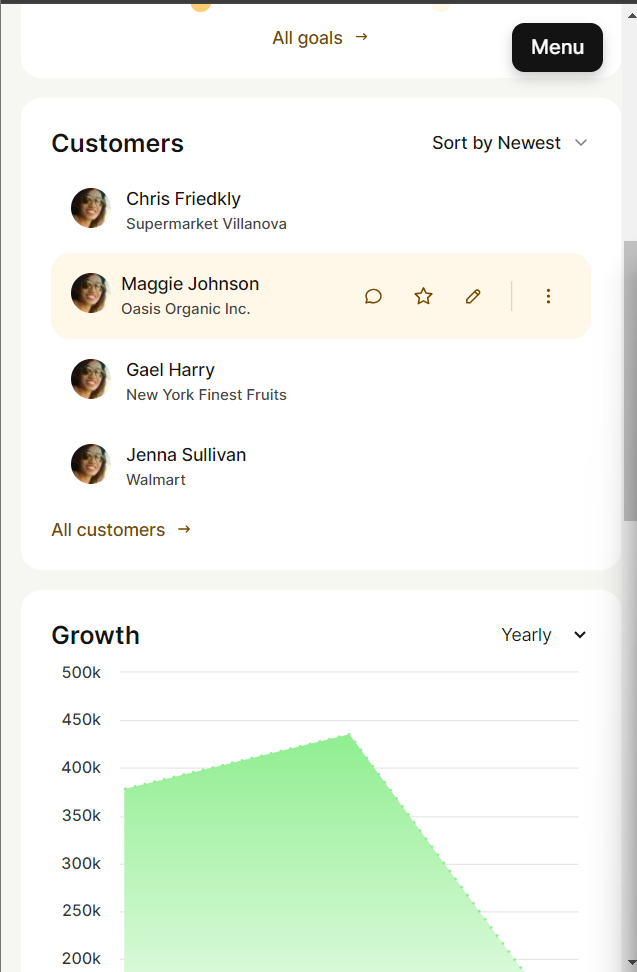 All goals →
Menu
Customers
Sort by Newest
Chris Friedkly
Supermarket Villanova
Maggie Johnson
Oasis Organic Inc.
Gael Harry
New York Finest Fruits
Jenna Sullivan
Walmart
All customers →
Growth
Yearly
500k
450k
400k
350k
300k
250k
200k